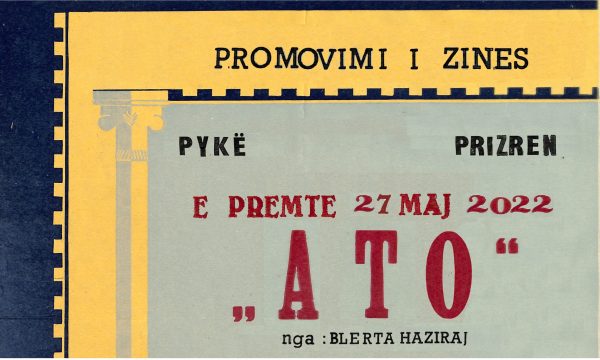 PROMOVIMI I ZINES
PYKË PRIZREN
E PREMTE 27 MAJ 2022
„ATO“
nga : BLERTA HAZIRAJ